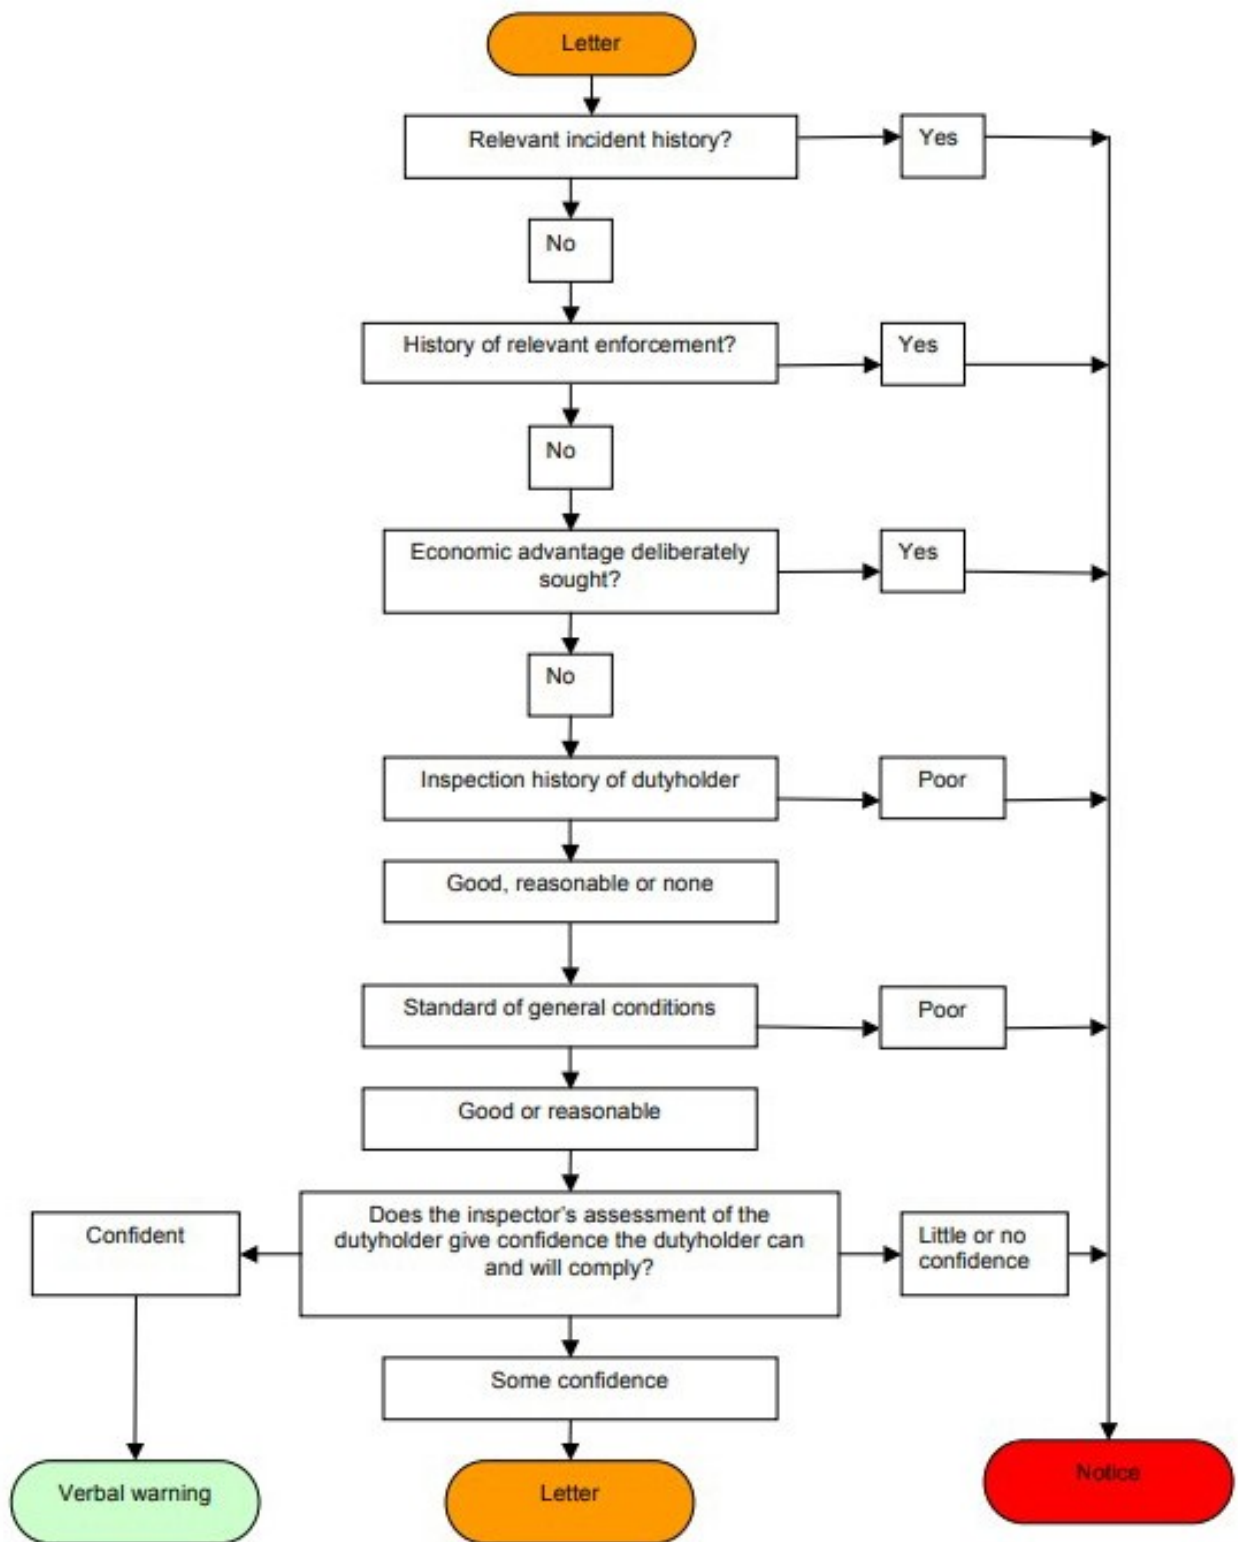 Letter
Relevant incident history?
Yes
No
History of relevant enforcement?
Yes
No
Economic advantage deliberately
sought?
Yes
No
Inspection history of dutyholder
Poor
Good, reasonable or none
Standard of general conditions
Poor
Good or reasonable
Confident
Does the inspector's assessment of the
dutyholder give confidence the dutyholder can
and will comply?
Little or no
confidence
Some confidence
Verbal warning
Letter
Notice